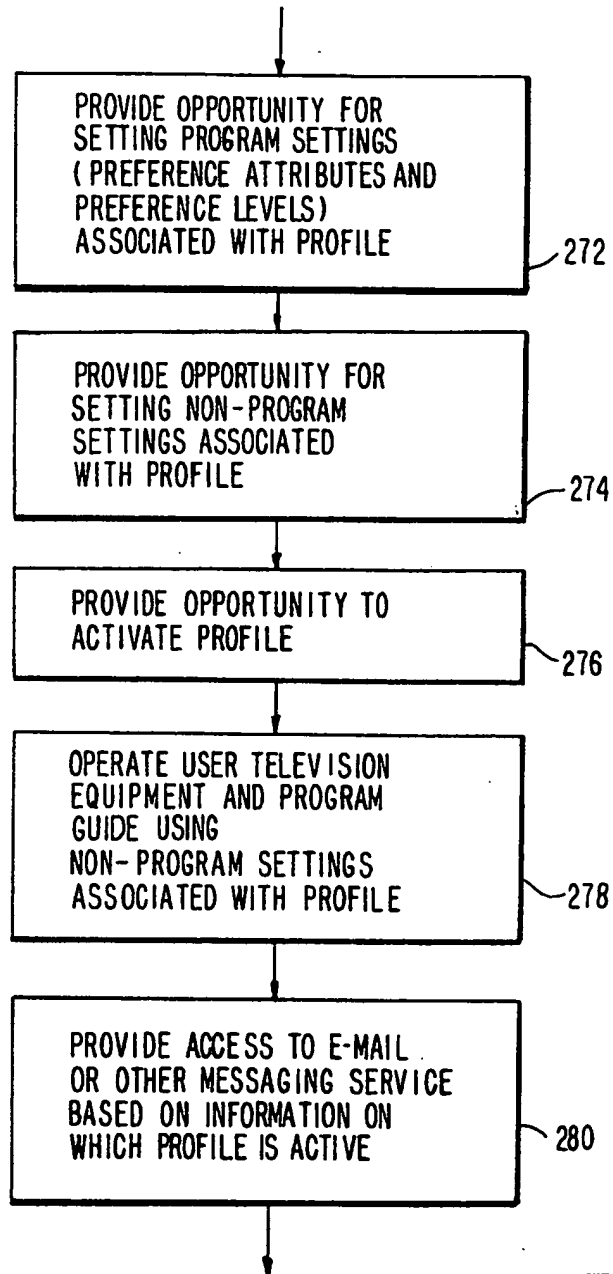 PROVIDE OPPORTUNITY FOR
SETTING PROGRAM SETTINGS
(PREFERENCE ATTRIBUTES AND
PREFERENCE LEVELS)
ASSOCIATED WITH PROFILE
272
PROVIDE OPPORTUNITY FOR
SETTING NON-PROGRAM
SETTINGS ASSOCIATED
WITH PROFILE
274
PROVIDE OPPORTUNITY TO
ACTIVATE PROFILE
276
OPERATE USER TELEVISION
EQUIPMENT AND PROGRAM
GUIDE USING
NON-PROGRAM SETTINGS
ASSOCIATED WITH PROFILE
278
PROVIDE ACCESS TO E-MAIL
OR OTHER MESSAGING SERVICE
BASED ON INFORMATION ON
WHICH PROFILE IS ACTIVE
280